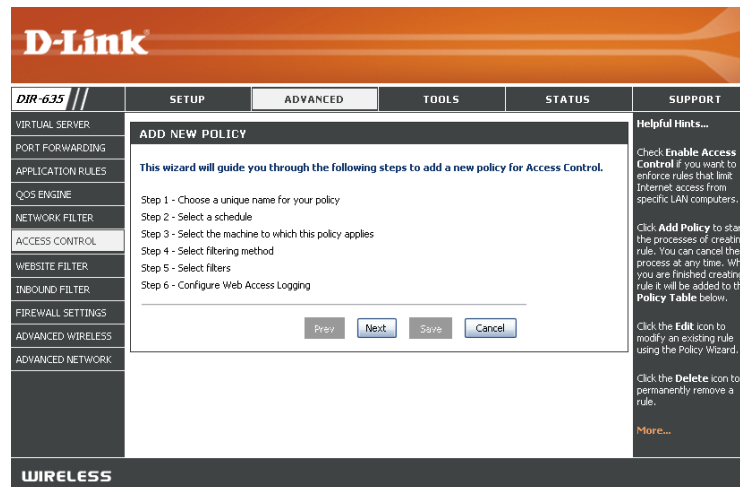 D-Link
DIR-635
SETUP
ADVANCED
TOOLS
STATUS
SUPPORT
VIRTUAL SERVER
PORT FORWARDING
APPLICATION RULES
QOS ENGINE
NETWORK FILTER
ACCESS CONTROL
WEBSITE FILTER
INBOUND FILTER
FIREWALL SETTINGS
ADVANCED WIRELESS
ADVANCED NETWORK
ADD NEW POLICY
This wizard will guide you through the following steps to add a new policy for Access Control.
Step 1 - Choose a unique name for your policy
Step 2 - Select a schedule
Step 3 - Select the machine to which this policy applies
Step 4 - Select filtering method
Step 5 - Select filters
Step 6 - Configure Web Access Logging
Prev Next Save Cancel
Helpful Hints...
Check Enable Access
Control if you want to
enforce rules that limit
Internet access from
specific LAN computers.
Click Add Policy to
the processes of
rule. You can cancel the
process at any time.
you are finished
rule it will be added to
Policy Table below.
Click the Edit icon to
modify an existing rule
using the Policy Wizard.
Click the Delete icon to
permanently remove a
rule.
More...
WIRELESS